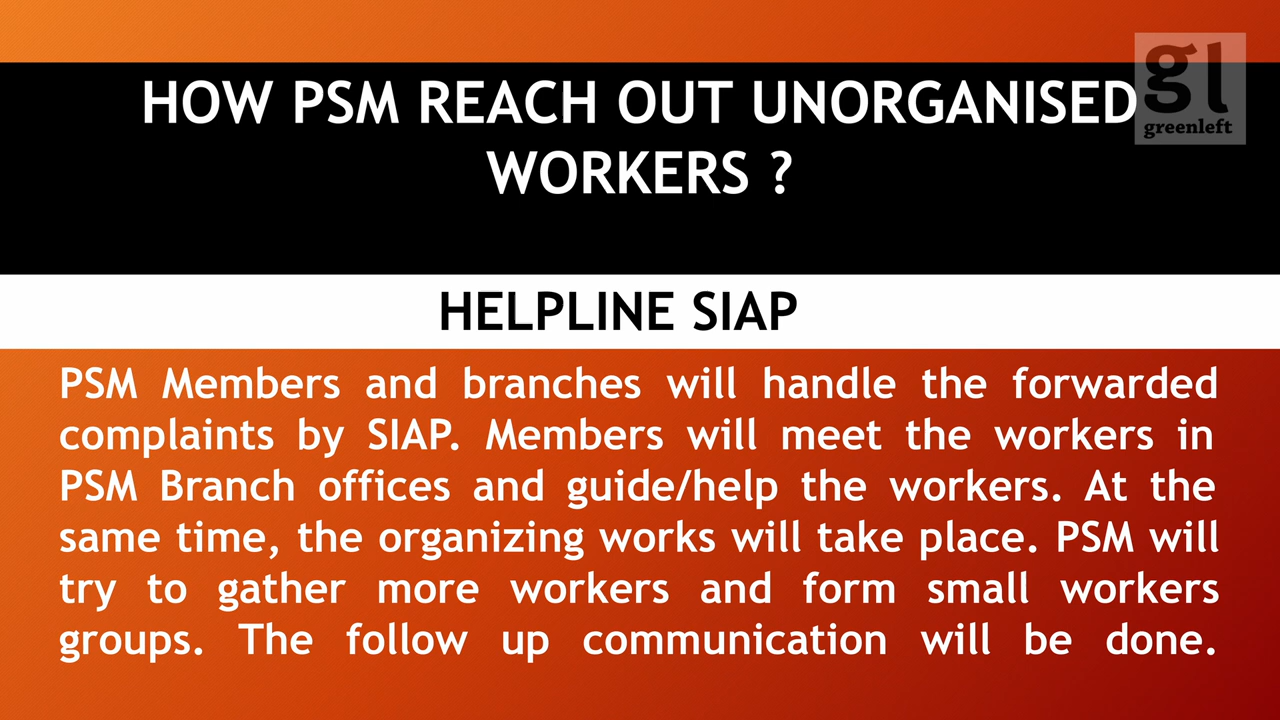 HOW PSM REACH OUT UNORGANISED
WORKERS ?
gl
greenleft
HELPLINE SIAP
PSM Members and branches will handle the forwarded
complaints by SIAP. Members will meet the workers in
PSM Branch offices and guide/help the workers. At the
same time, the organizing works will take place. PSM will
try to gather more workers and form small workers
groups. The follow up communication will be done.